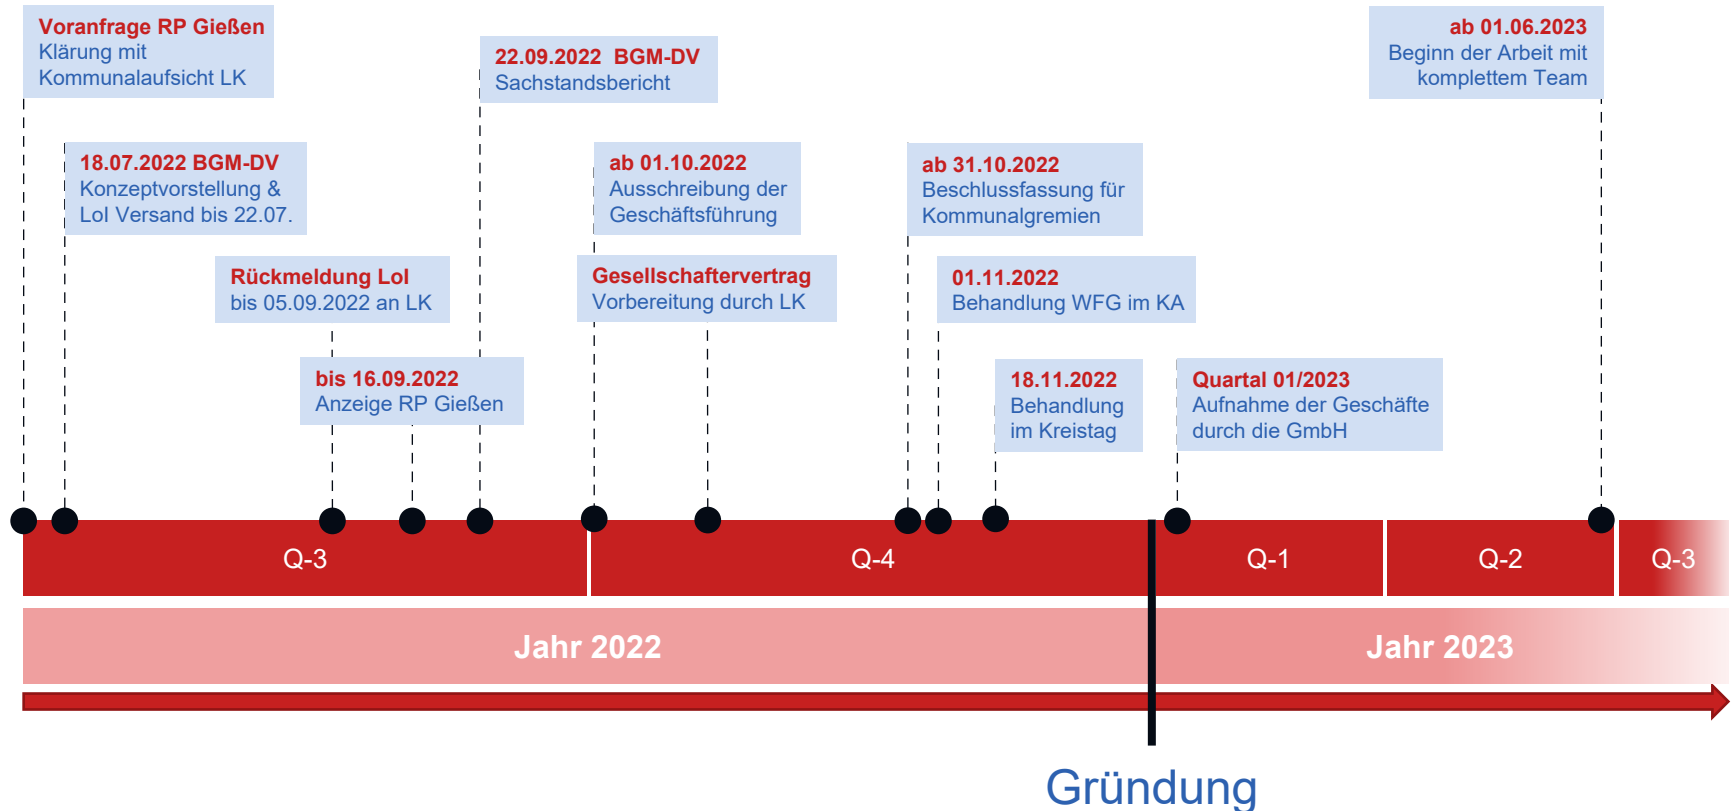 Voranfrage RP Gießen
Klärung mit
Kommunalaufsicht LK
18.07.2022 BGM-DV
Konzeptvorstellung &
LoI Versand bis 22.07.
Rückmeldung LoI
bis 05.09.2022 an LK
bis 16.09.2022
Anzeige RP Gießen
22.09.2022 BGM-DV
Sachstandsbericht
ab 01.10.2022
Ausschreibung der
Geschäftsführung
Gesellschaftervertrag
Vorbereitung durch LK
ab 31.10.2022
Beschlussfassung für
Kommunalgremien
01.11.2022
Behandlung WFG im KA
18.11.2022
Behandlung
im Kreistag
Quartal 01/2023
Aufnahme der Geschäfte
durch die GmbH
ab 01.06.2023
Beginn der Arbeit mit
komplettem Team
Q-3
Q-4
Q-1
Q-2
Q-3
Jahr 2022
Jahr 2023
Gründung